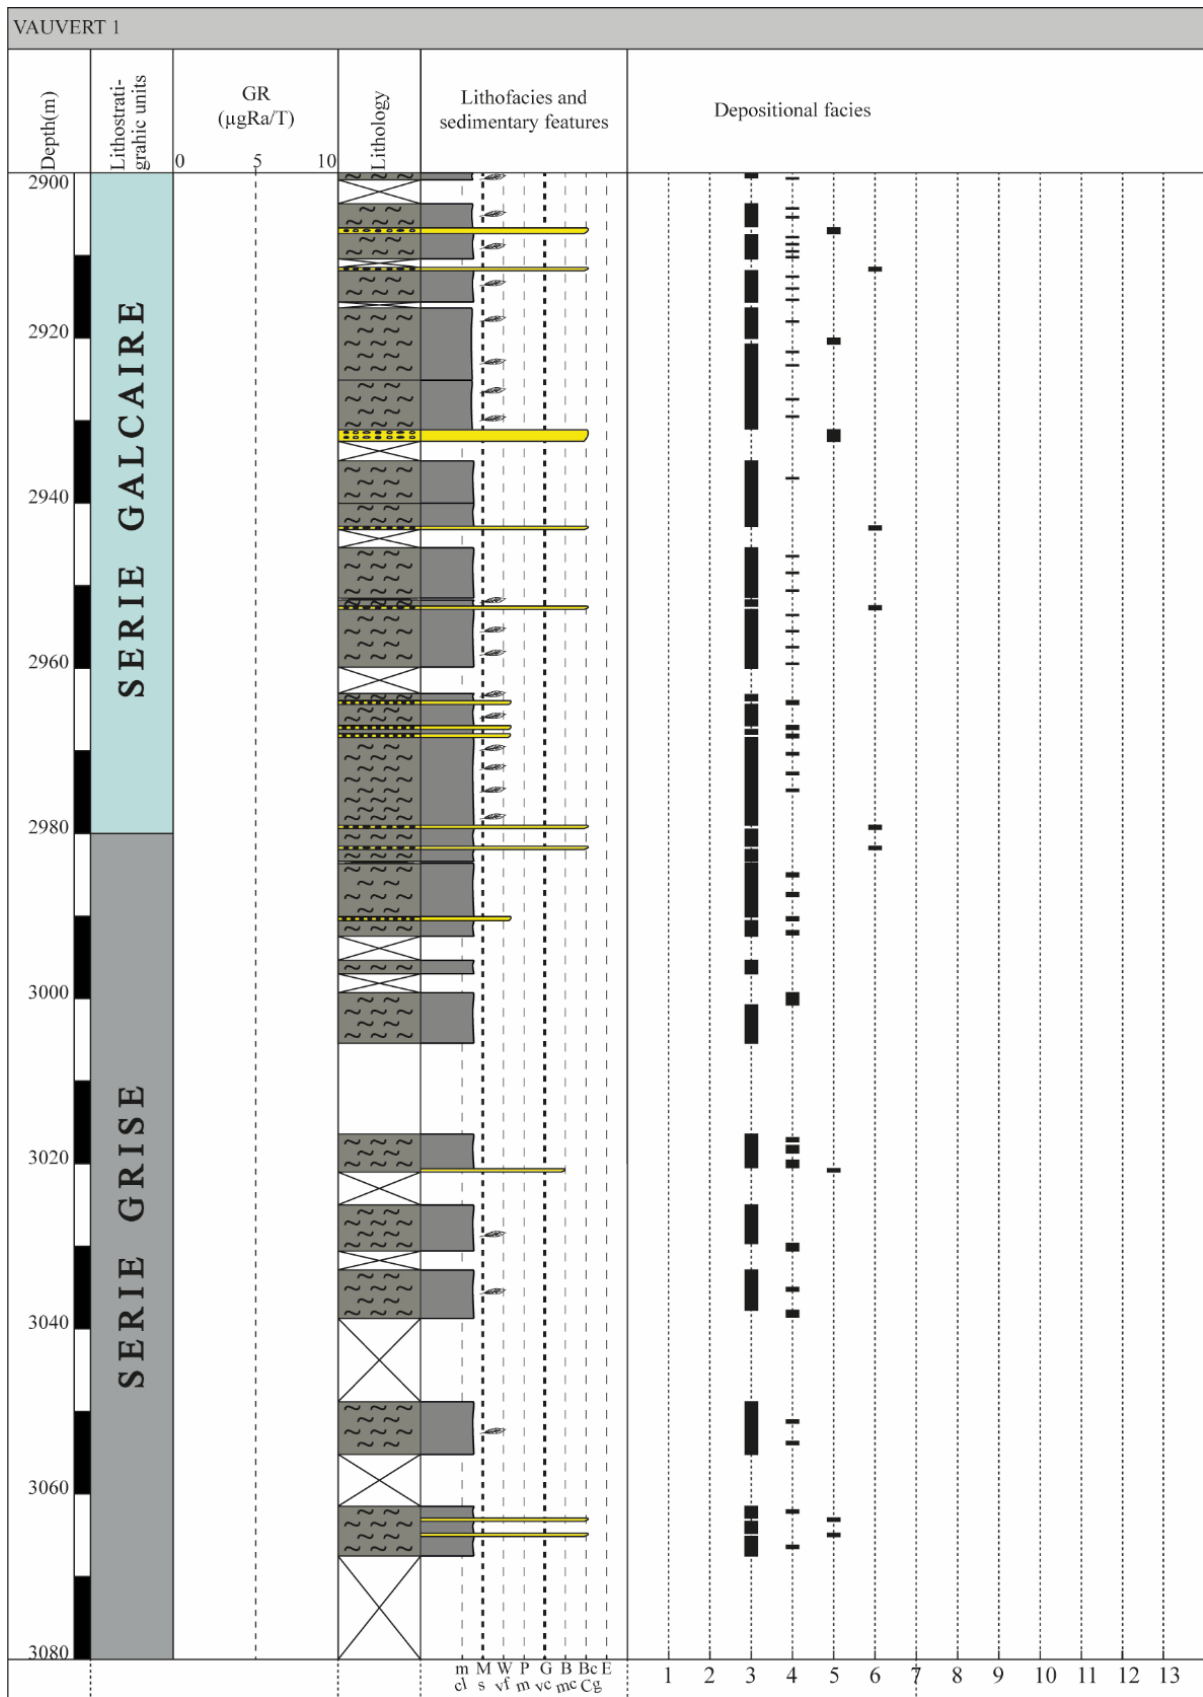 VAUVERT 1
Depth(m)
Lithostrati-
grahic units
GR
(µgRa/T)
0 5 10
Lithology
Lithofacies and
sedimentary features
Depositional facies
2900
2920
2940
2960
2980
3000
3020
3040
3060
3080
SERIE GALCAIRE
SERIE GRISE
m M W P G B Bc E
cl s vf m vc mc Cg
1 2 3 4 5 6 7 8 9 10 11 12 13